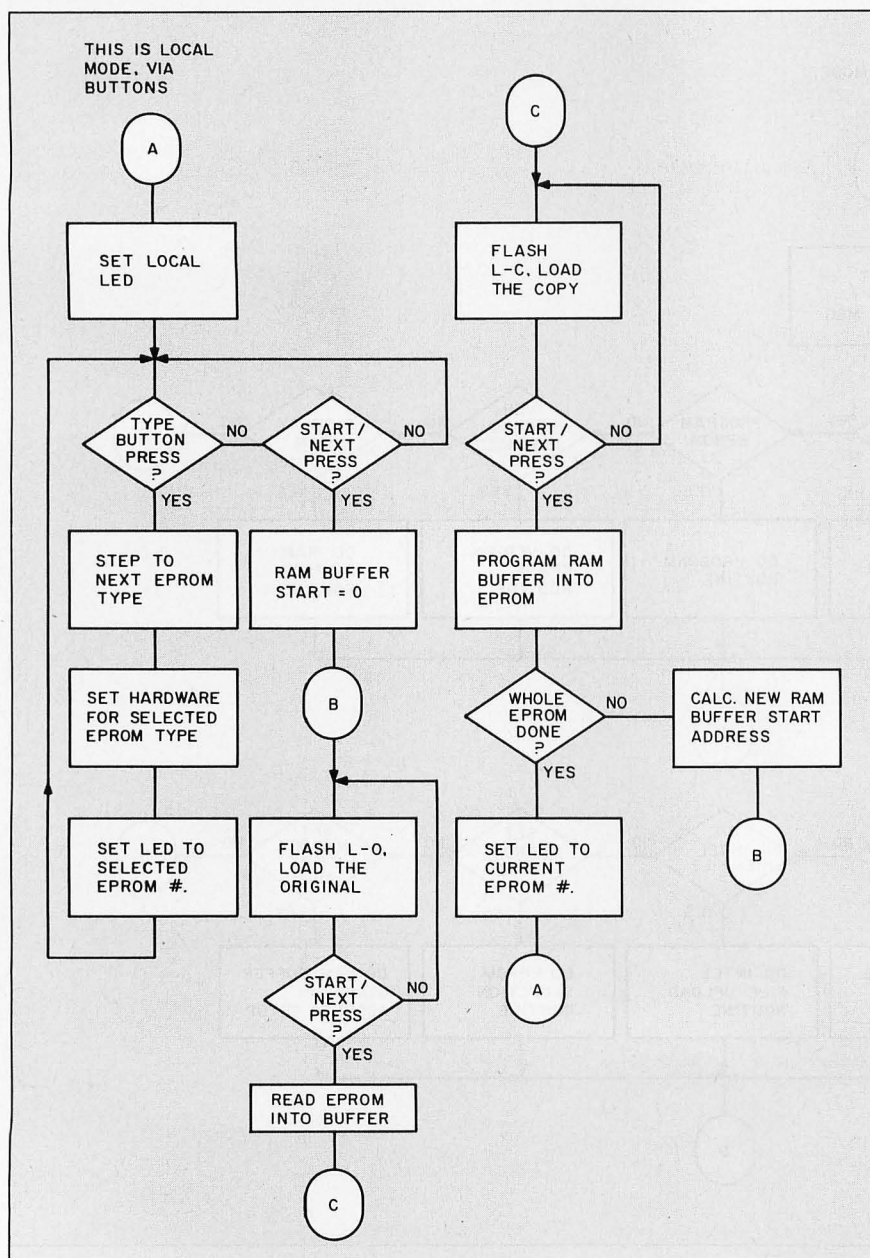 THIS IS LOCAL
MODE, VIA
BUTTONS
A
SET LOCAL
LED
TYPE
BUTTON
PRESS
?
NO
YES
START/
NEXT
PRESS
?
NO
YES
STEP TO
NEXT EPROM
TYPE
SET HARDWARE
FOR SELECTED
EPROM TYPE
SET LED TO
SELECTED
EPROM #.
RAM BUFFER
START = 0
B
FLASH L-O,
LOAD THE
ORIGINAL
START/
NEXT
PRESS
?
NO
YES
READ EPROM
INTO BUFFER
C
C
FLASH
L-C, LOAD
THE COPY
START/
NEXT
PRESS
?
NO
YES
PROGRAM RAM
BUFFER INTO
EPROM
WHOLE
EPROM
DONE
?
NO
YES
CALC. NEW RAM
BUFFER START
ADDRESS
B
SET LED TO
CURRENT
EPROM #.
A